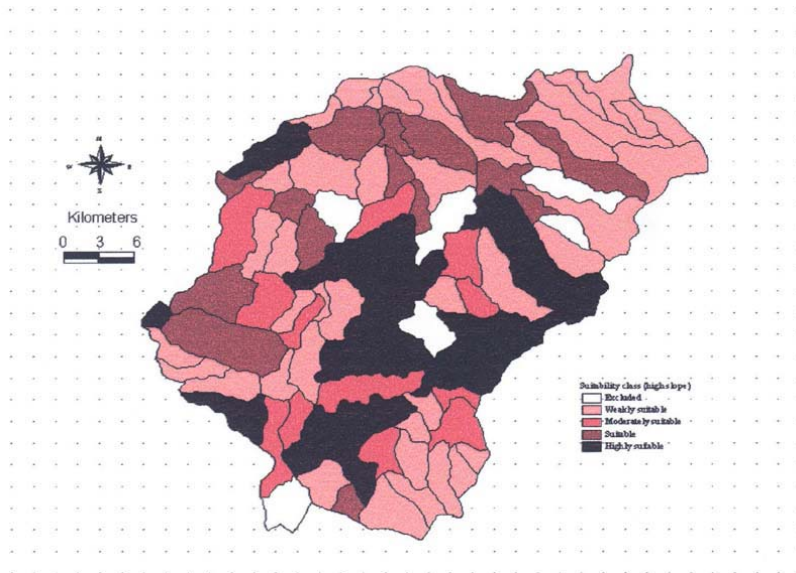 N
W
E
S
Kilometers
0 3 6
Suitability class (high slope)
Excluded
Weakly suitable
Moderately suitable
Suitable
Highly suitable